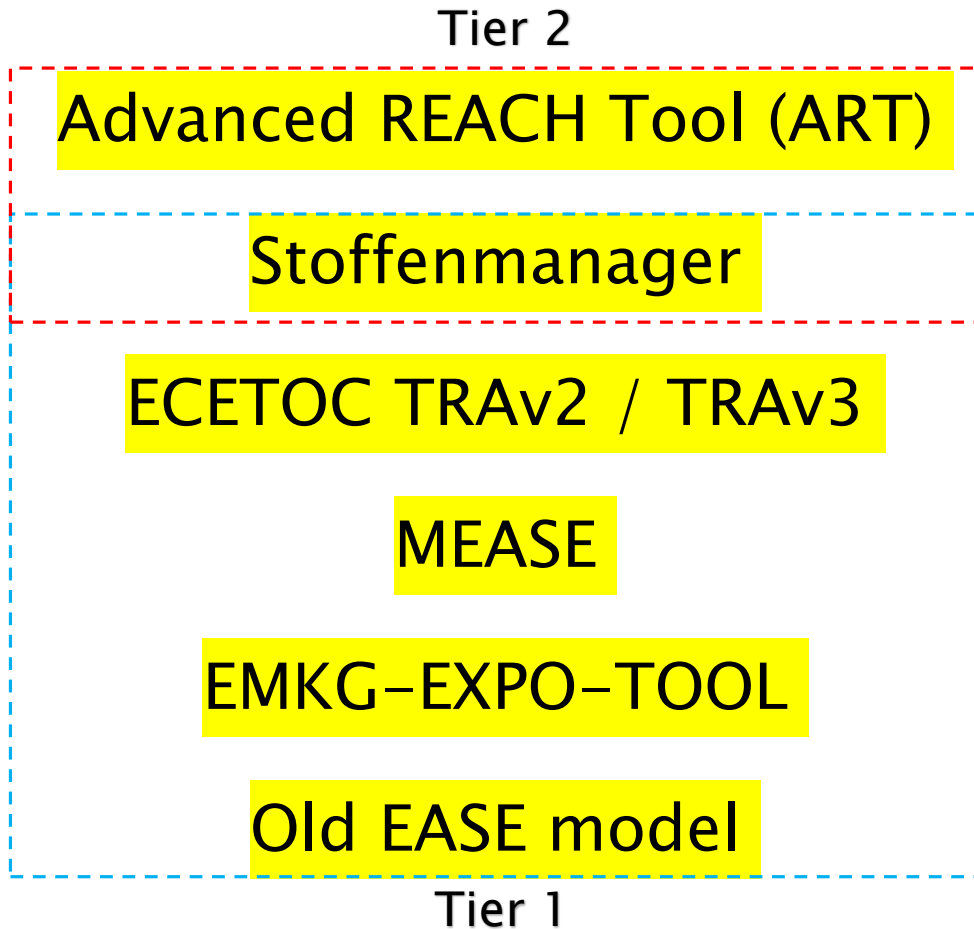 Tier 2
Advanced REACH Tool (ART)
Stoffenmanager
ECETOC TRAv2 / TRAv3
MEASE
EMKG-EXPO-TOOL
Old EASE model
Tier 1